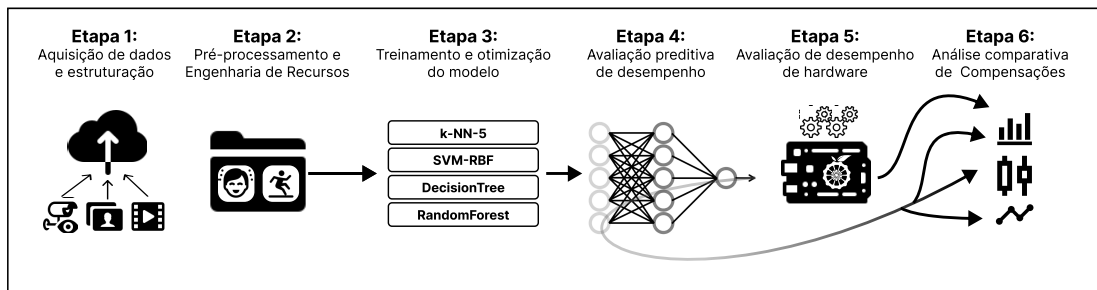 Etapa 1:
Aquisição de dados
e estruturação
Etapa 2:
Pré-processamento e
Engenharia de Recursos
Etapa 3:
Treinamento e otimização
do modelo
Etapa 4:
Avaliação preditiva
de desempenho
Etapa 5:
Avaliação de desempenho
de hardware
Etapa 6:
Análise comparativa
de Compensações
k-NN-5
SVM-RBF
DecisionTree
RandomForest